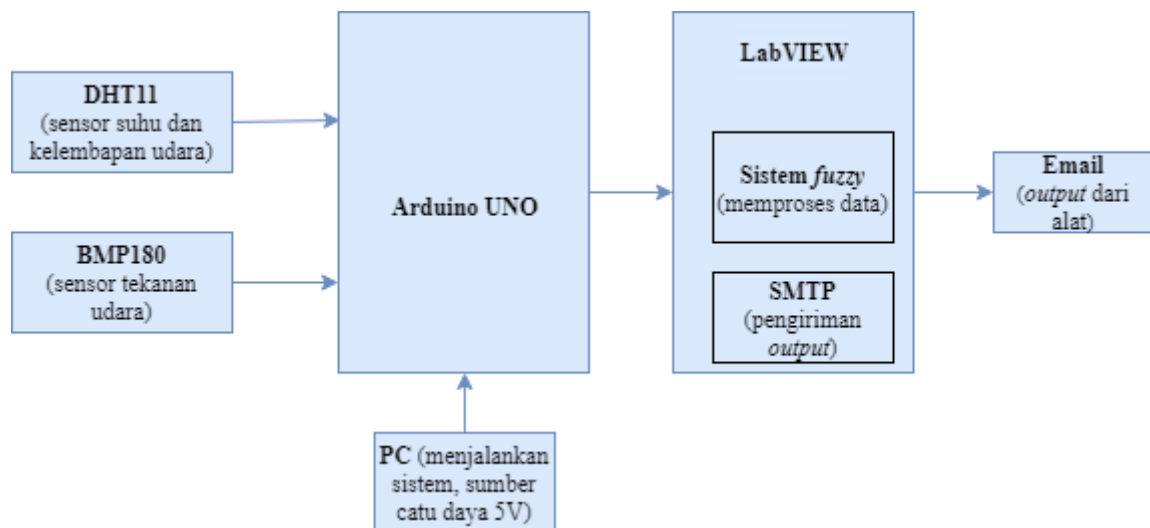 DHT11
(sensor suhu dan
kelembapan udara)
BMP180
(sensor tekanan
udara)
Arduino UNO
PC (menjalankan
sistem, sumber
catu daya 5V)
LabVIEW
Sistem fuzzy
(memproses data)
SMTP
(pengiriman
output)
Email
(output dari
alat)